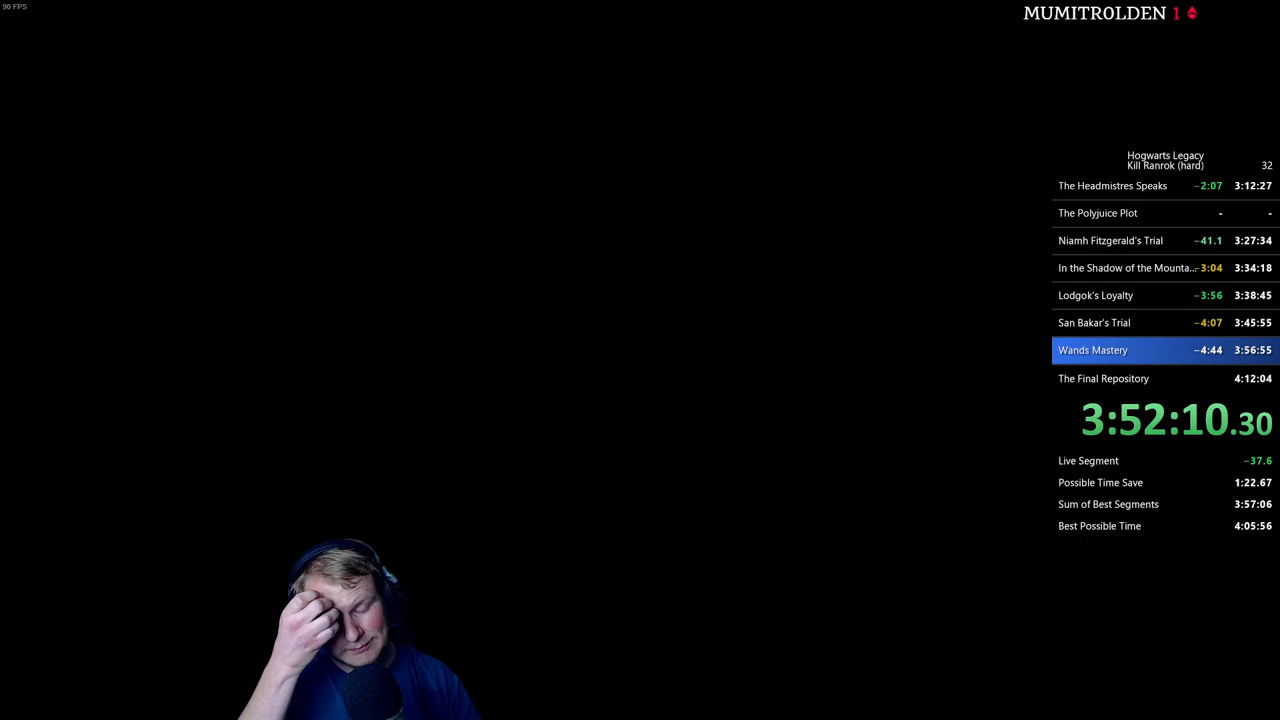 90 FPS
MUMITR0LDEN 1
Hogwarts Legacy
Kill Ranrok (hard) 32
The Headmistres Speaks -2:07 3:12:27
The Polyjuice Plot - -
Niamh Fitzgerald's Trial -41.1 3:27:34
In the Shadow of the Mounta... -3:04 3:34:18
Lodgok's Loyalty -3:56 3:38:45
San Bakar's Trial -4:07 3:45:55
Wands Mastery -4:44 3:56:55
The Final Repository 4:12:04
3:52:10.30
Live Segment -37.6
Possible Time Save 1:22.67
Sum of Best Segments 3:57:06
Best Possible Time 4:05:56